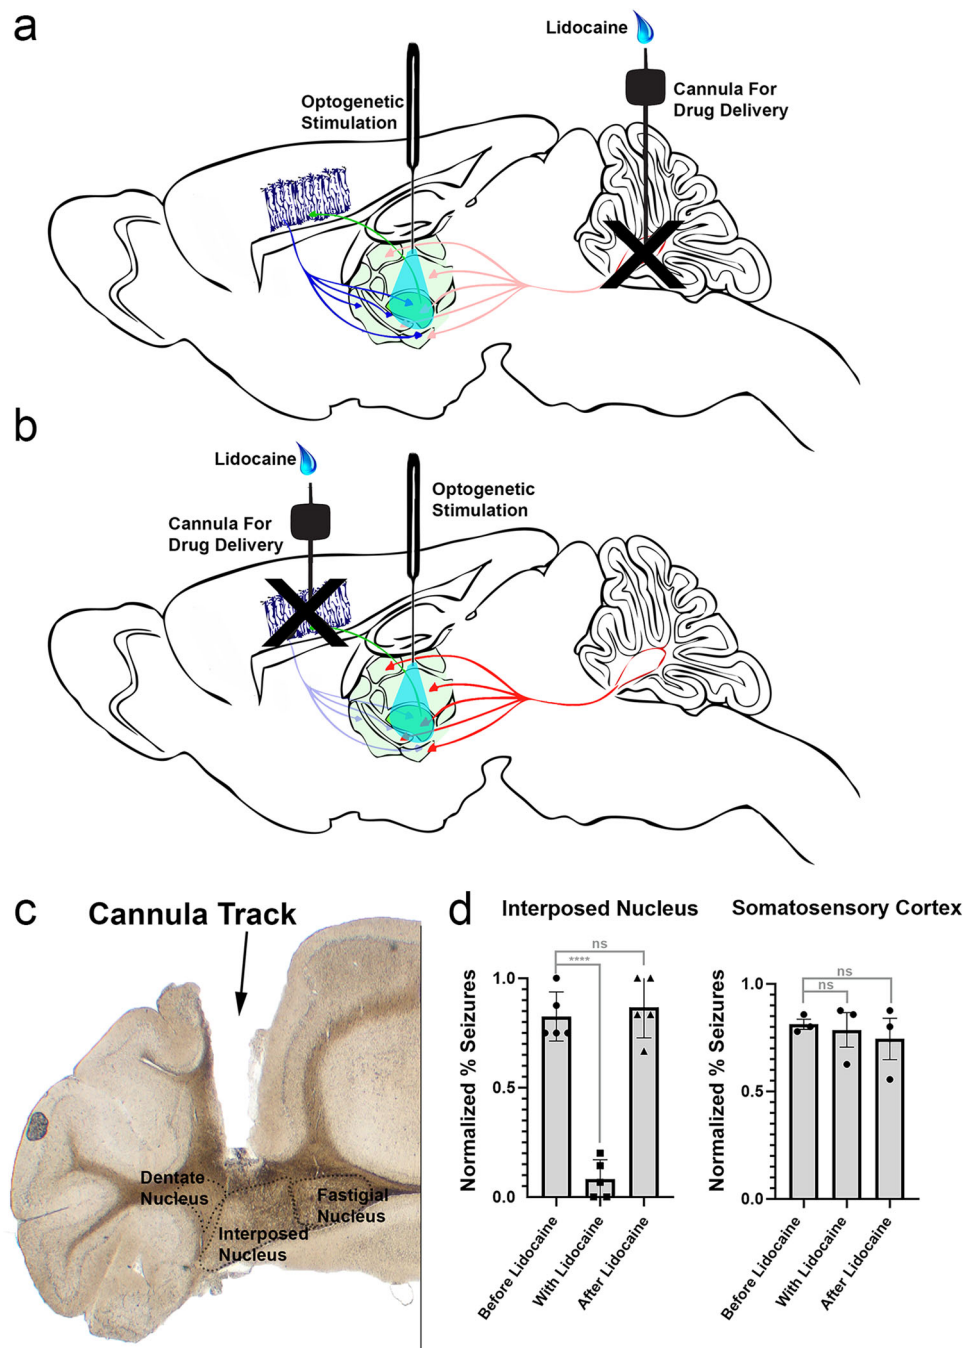 a
Lidocaine
Optogenetic
Stimulation
Cannula For
Drug Delivery
b
Lidocaine
Optogenetic
Stimulation
Cannula For
Drug Delivery
c
Cannula Track
Dentate
Nucleus
Fastigial
Nucleus
Interposed
Nucleus
d
Interposed Nucleus
ns
****
1.0
0.5
0.0
Normalized % Seizures
Before Lidocaine
With Lidocaine
After Lidocaine
Somatosensory Cortex
ns
ns
1.0
0.5
0.0
Normalized % Seizures
Before Lidocaine
With Lidocaine
After Lidocaine